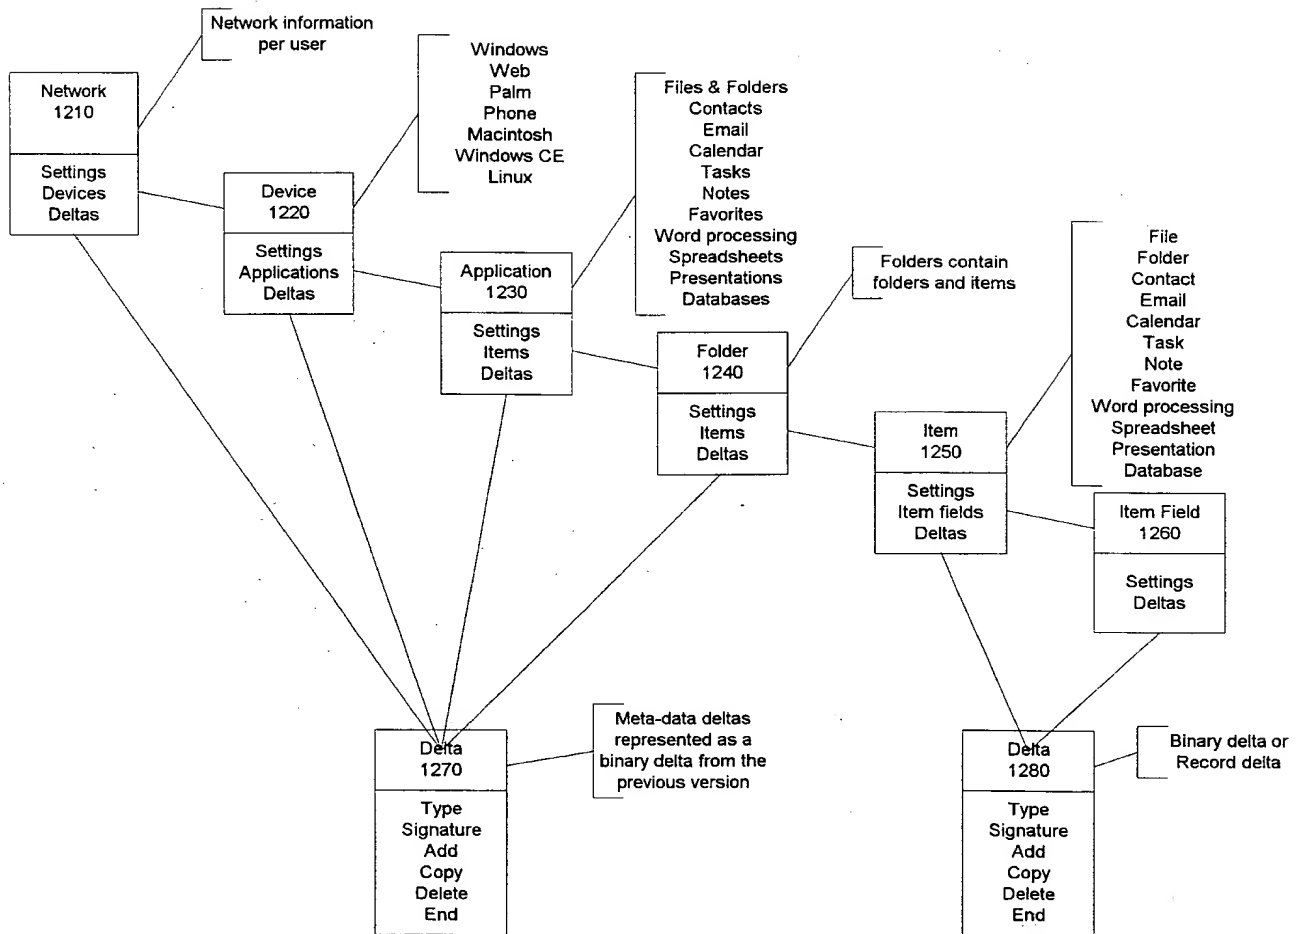 Network information
per user
Network
1210
Settings
Devices
Deltas
Windows
Web
Palm
Phone
Macintosh
Windows CE
Linux
Device
1220
Settings
Applications
Deltas
Files & Folders
Contacts
Email
Calendar
Tasks
Notes
Favorites
Word processing
Spreadsheets
Presentations
Databases
Application
1230
Settings
Items
Deltas
Folders contain
folders and items
Folder
1240
Settings
Items
Deltas
File
Folder
Contact
Email
Calendar
Task
Note
Favorite
Word processing
Spreadsheet
Presentation
Database
Item
1250
Settings
Item fields
Deltas
Item Field
1260
Settings
Deltas
Delta
1270
Type
Signature
Add
Copy
Delete
End
Meta-data deltas
represented as a
binary delta from the
previous version
Delta
1280
Type
Signature
Add
Copy
Delete
End
Binary delta or
Record delta